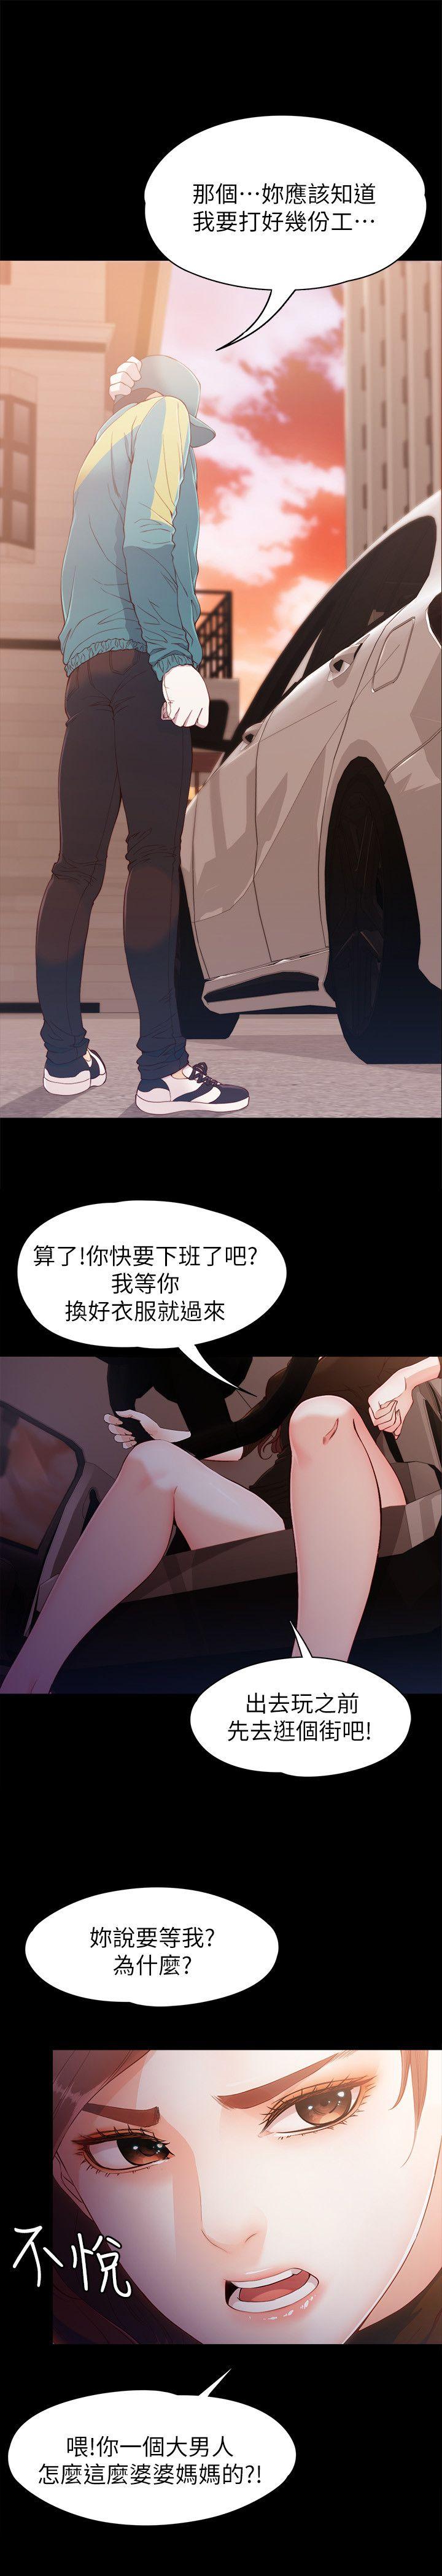 那個⋯妳應該知道
我要打好幾份工⋯
算了!你快要下班了吧?
我等你
換好衣服就過來
出去玩之前
先去逛個街吧!
妳說要等我?
為什麼?
不悅
喂!你一個大男人
怎麼這麼婆婆媽媽的?!